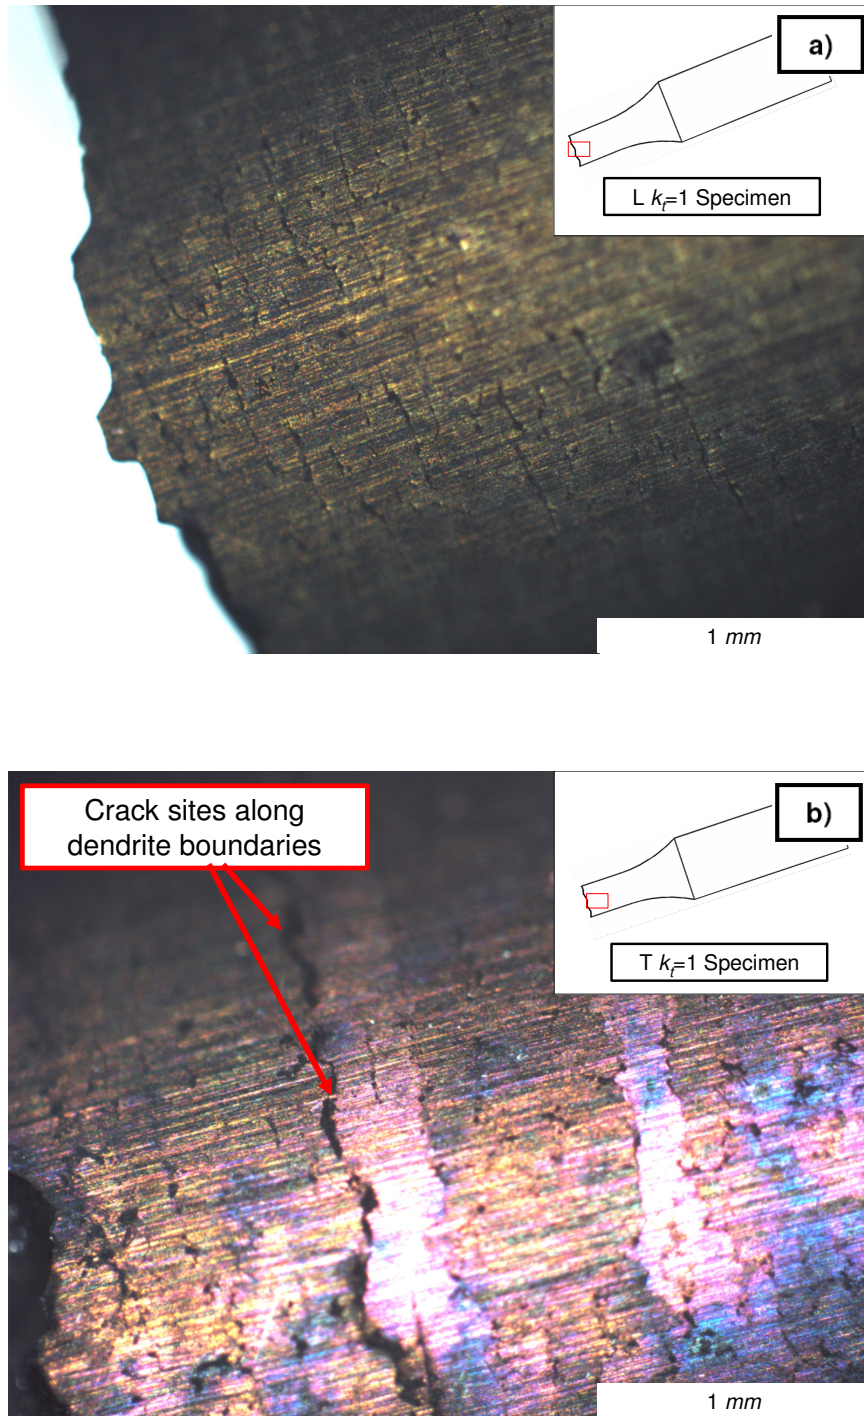 a)
L kt=1 Specimen
1 mm
Crack sites along
dendrite boundaries
b)
T kt=1 Specimen
1 mm